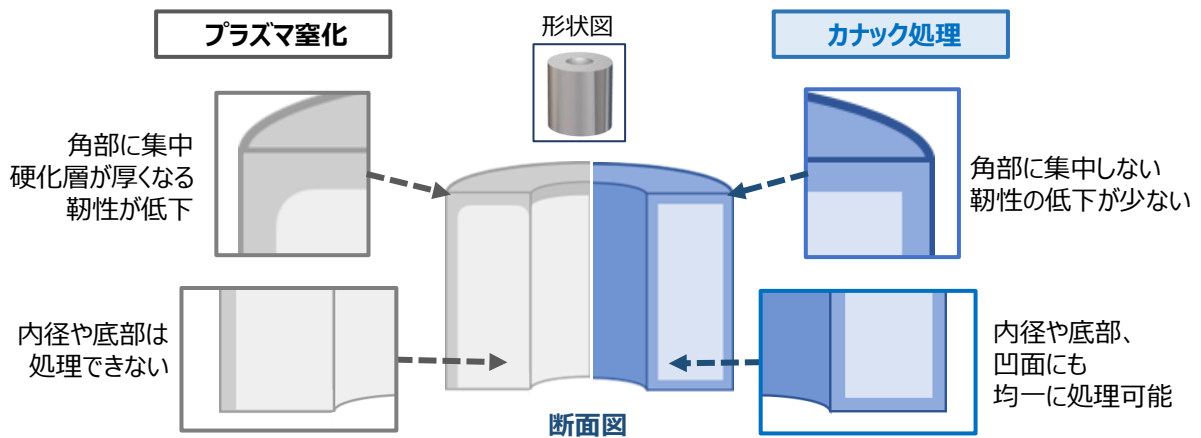 プラズマ窒化
形状図
カナック処理
角部に集中
硬化層が厚くなる
靭性が低下
角部に集中しない
靭性の低下が少ない
内径や底部は
処理できない
内径や底部、
凹面にも
均一に処理可能
断面図